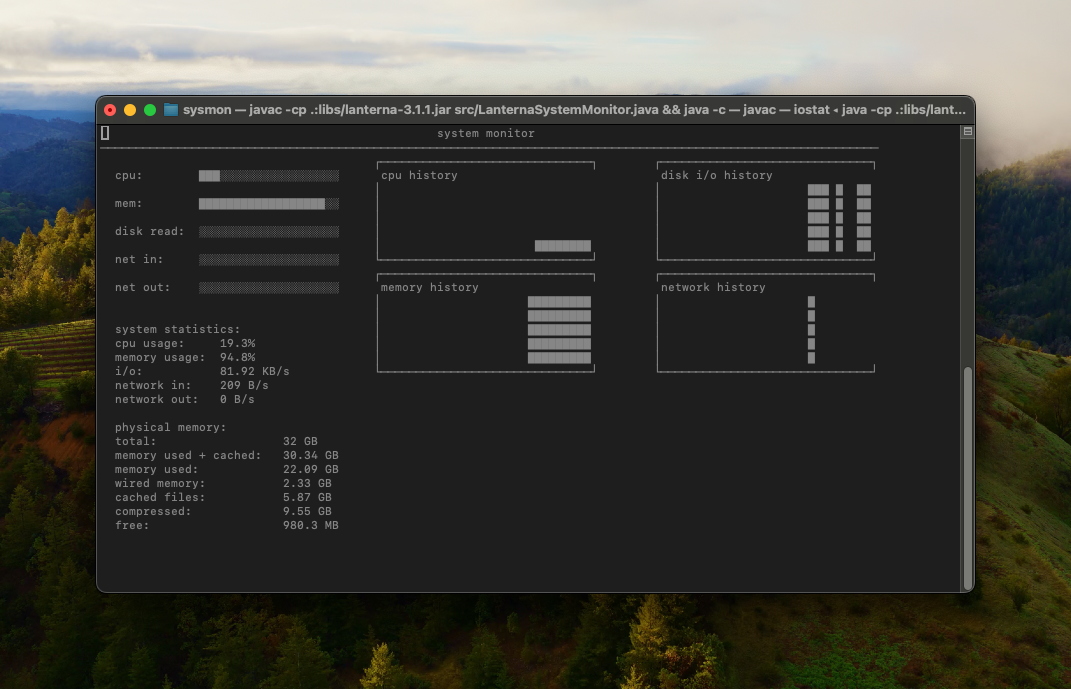 sysmon — javac -cp .:libs/lanterna-3.1.1.jar src/LanternaSystemMonitor.java && java -c — javac — iostat ◂ java -cp .:libs/lant...
system monitor
cpu:
mem:
disk read:
net in:
net out:
cpu history
disk i/o history
memory history
network history
system statistics:
cpu usage: 19.3%
memory usage: 94.8%
i/o: 81.92 KB/s
network in: 209 B/s
network out: 0 B/s
physical memory:
total: 32 GB
memory used + cached: 30.34 GB
memory used: 22.09 GB
wired memory: 2.33 GB
cached files: 5.87 GB
compressed: 9.55 GB
free: 980.3 MB